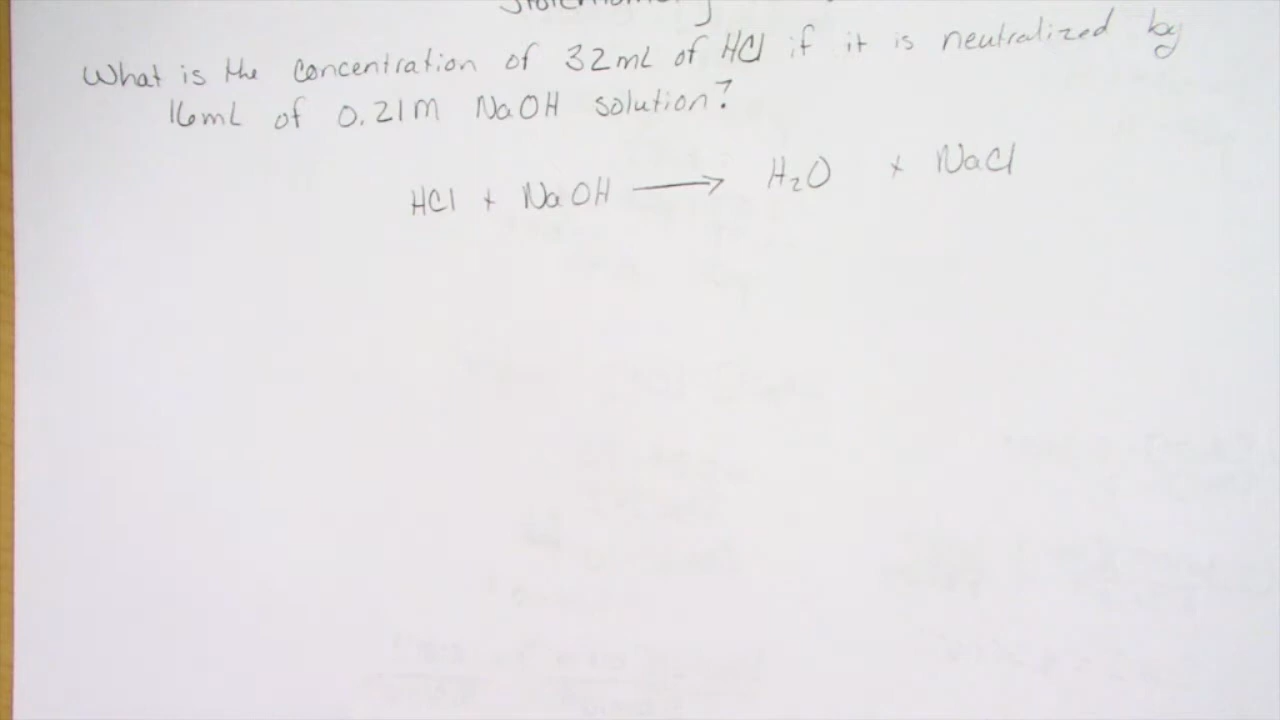 What is the concentration of 32mL of HCl if it is neutralized by
16mL of 0.21M NaOH solution?
HCl + NaOH ⟶ H₂O + NaCl